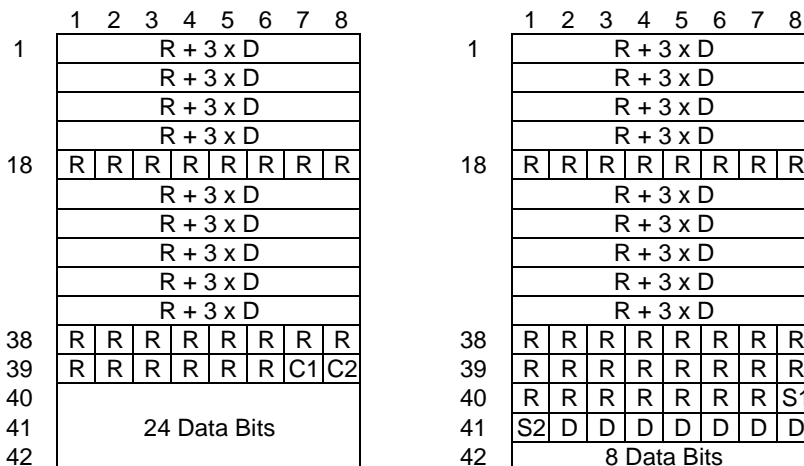 1 2 3 4 5 6 7 8
1 R + 3 x D
R + 3 x D
R + 3 x D
R + 3 x D
18 R R R R R R R R
R + 3 x D
R + 3 x D
R + 3 x D
R + 3 x D
R + 3 x D
38 R R R R R R R R
39 R R R R R R C1 C2
40
41 24 Data Bits
42
1 2 3 4 5 6 7 8
1 R + 3 x D
R + 3 x D
R + 3 x D
R + 3 x D
18 R R R R R R R R
R + 3 x D
R + 3 x D
R + 3 x D
R + 3 x D
R + 3 x D
38 R R R R R R R R
39 R R R R R R R R
40 R R R R R R R S1
41 S2 D D D D D D D
42 8 Data Bits